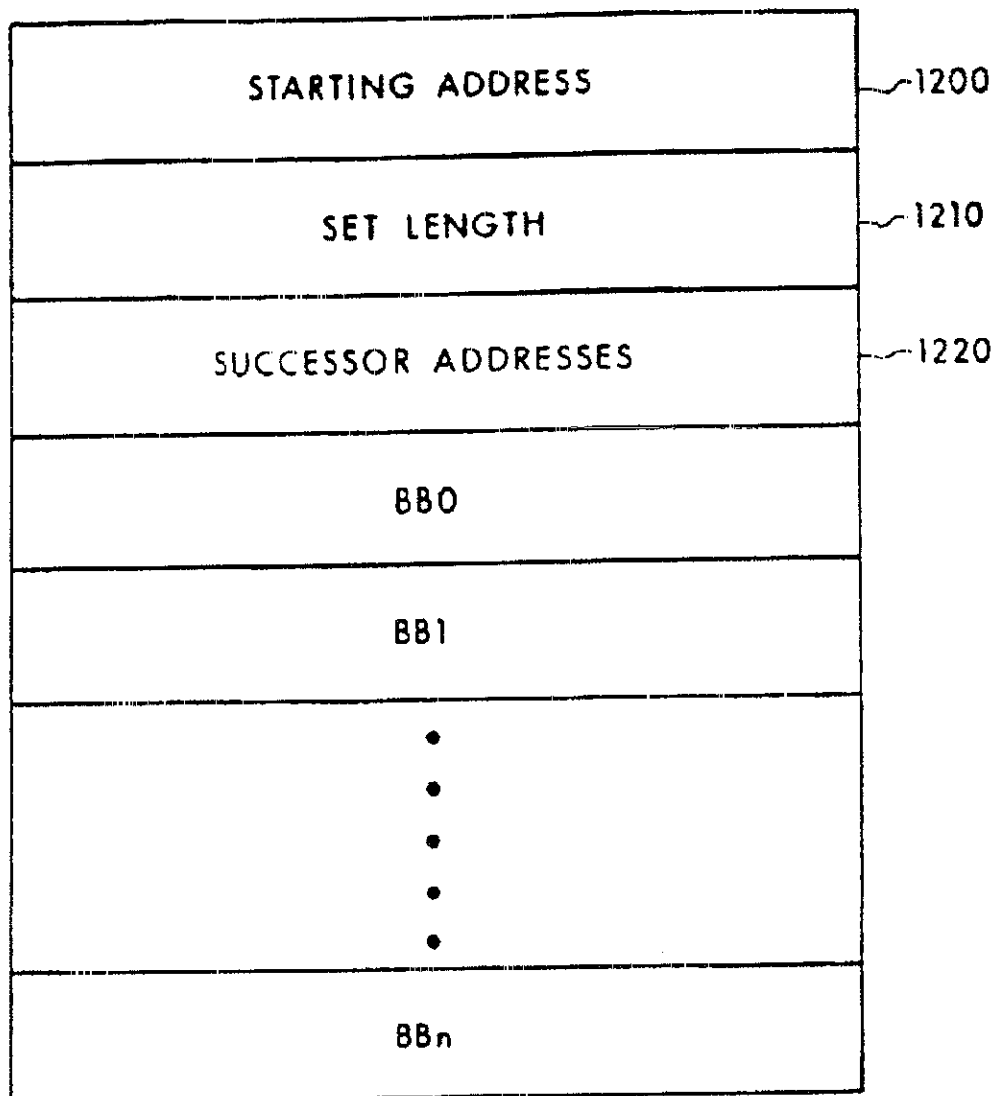 STARTING ADDRESS 1200
SET LENGTH 1210
SUCCESSOR ADDRESSES 1220
BB0
BB1
BBn